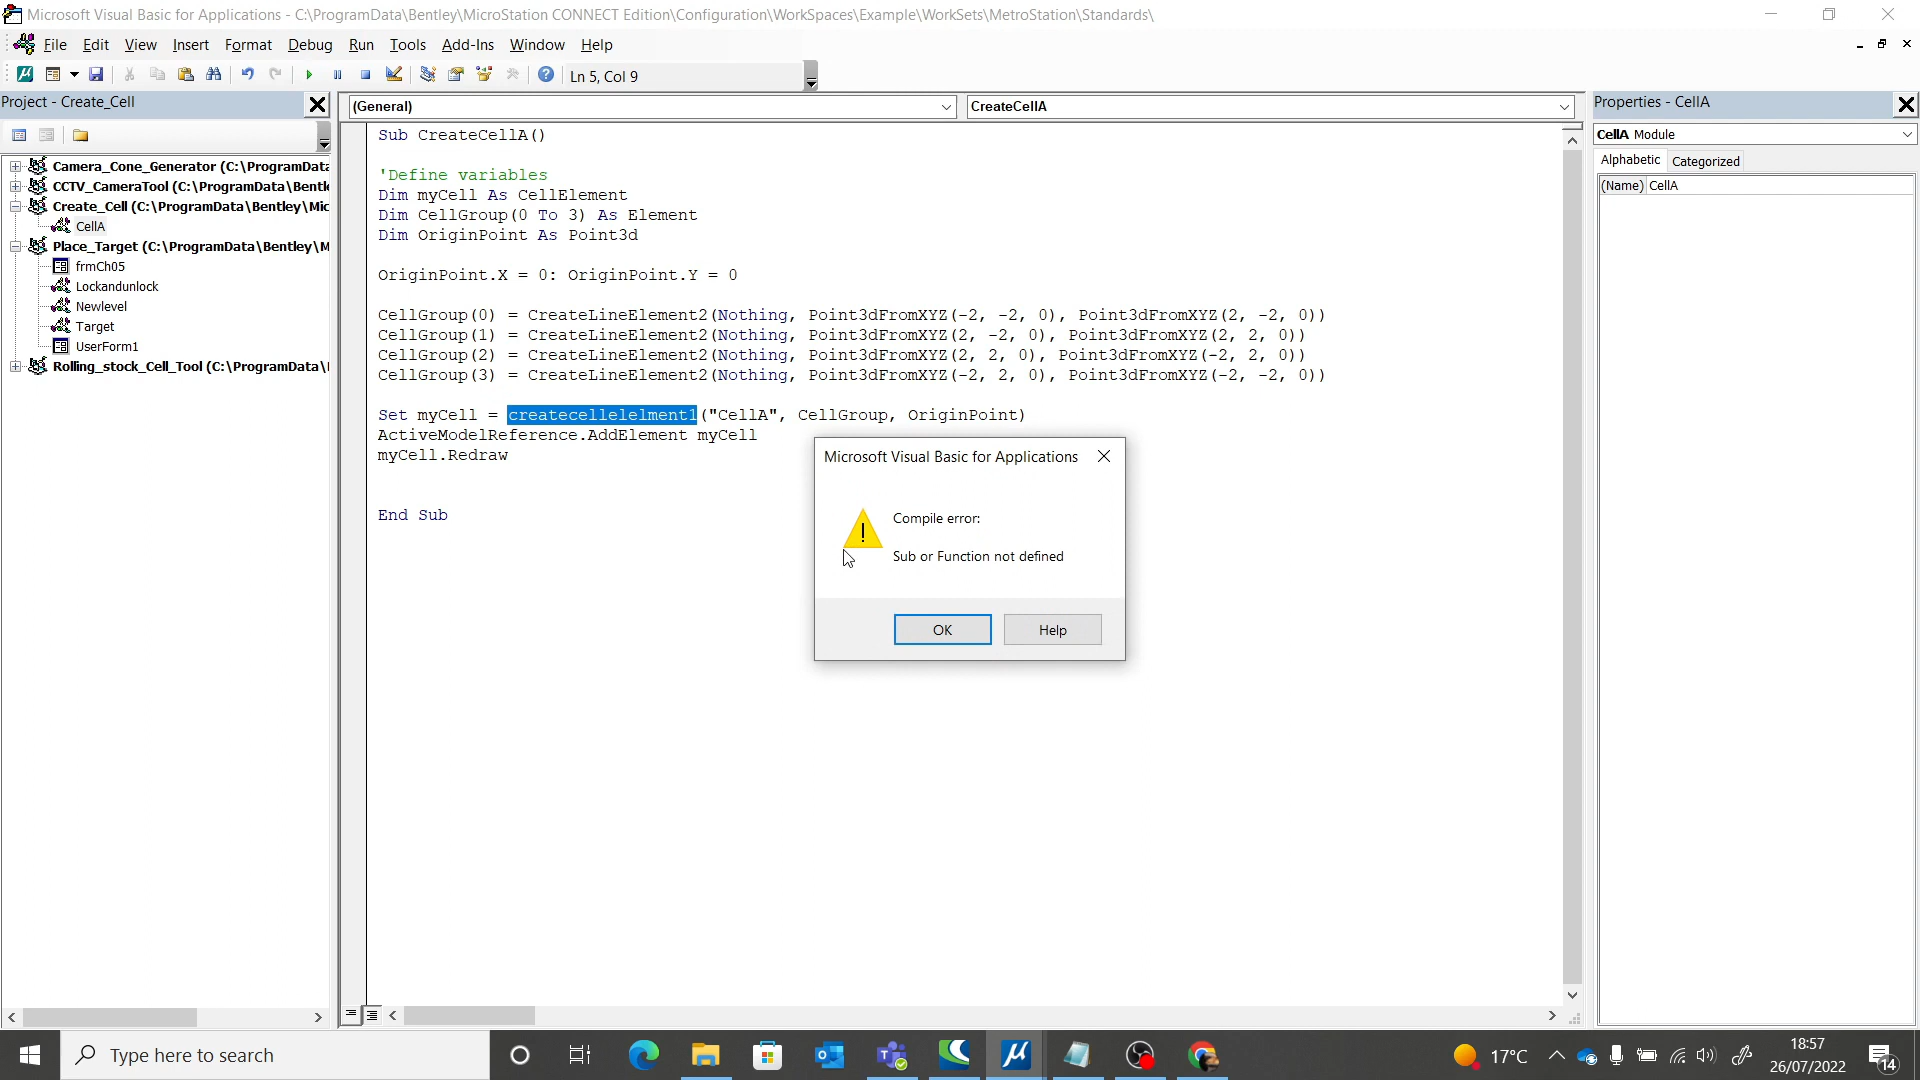 Microsoft Visual Basic for Applications - C:\ProgramData\Bentley\MicroStation CONNECT Edition\Configuration\WorkSpaces\Example\WorkSets\MetroStation\Standards\
File Edit View Insert Format Debug Run Tools Add-Ins Window Help
Ln 5, Col 9
Project - Create_Cell
Camera_Cone_Generator (C:\ProgramData
CCTV_CameraTool (C:\ProgramData\Bentle
Create_Cell (C:\ProgramData\Bentley\Mic
CellA
Place_Target (C:\ProgramData\Bentley\M
frmCh05
Lockandunlock
Newlevel
Target
UserForm1
Rolling_stock_Cell_Tool (C:\ProgramData\
(General)
CreateCellA
Sub CreateCellA()
'Define variables
Dim myCell As CellElement
Dim CellGroup(0 To 3) As Element
Dim OriginPoint As Point3d
OriginPoint.X = 0: OriginPoint.Y = 0
CellGroup(0) = CreateLineElement2(Nothing, Point3dFromXYZ(-2, -2, 0), Point3dFromXYZ(2, -2, 0))
CellGroup(1) = CreateLineElement2(Nothing, Point3dFromXYZ(2, -2, 0), Point3dFromXYZ(2, 2, 0))
CellGroup(2) = CreateLineElement2(Nothing, Point3dFromXYZ(2, 2, 0), Point3dFromXYZ(-2, 2, 0))
CellGroup(3) = CreateLineElement2(Nothing, Point3dFromXYZ(-2, 2, 0), Point3dFromXYZ(-2, -2, 0))
Set myCell = createcellelelment1("CellA", CellGroup, OriginPoint)
ActiveModelReference.AddElement myCell
myCell.Redraw
End Sub
Microsoft Visual Basic for Applications
Compile error:
Sub or Function not defined
OK
Help
Properties - CellA
CellA Module
Alphabetic Categorized
(Name) CellA
Type here to search
17°C
18:57
26/07/2022
14